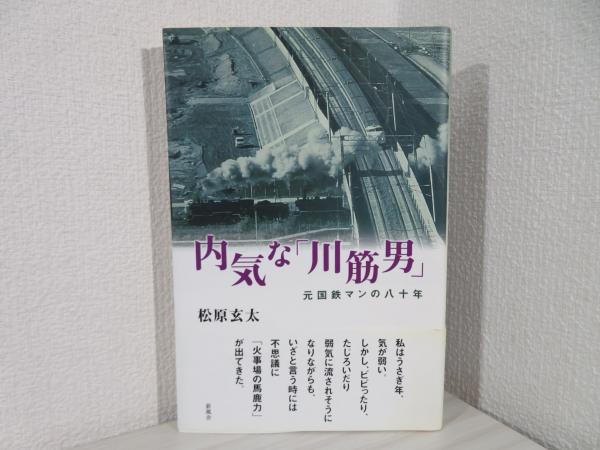 内気な「川筋男」
元国鉄マンの八十年
松原玄太
私はうさぎ年、
気が弱い。
しかし、ビビったり、
たじろいだり
弱気に流されそうに
なりながらも、
いざと言う時には
不思議に
「火事場の馬鹿力」
が出てきた。
新風舎